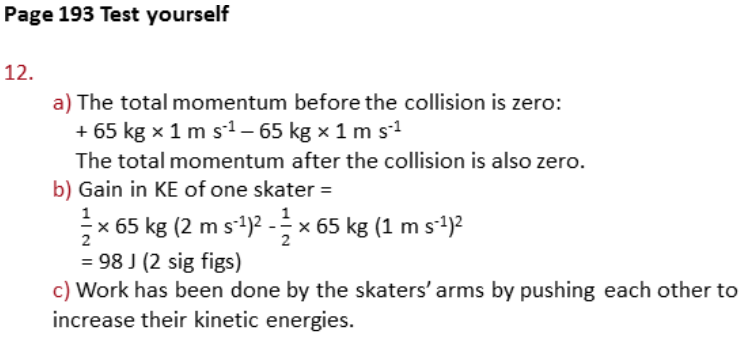 Page 193 Test yourself
12.
a) The total momentum before the collision is zero:
+ 65 kg × 1 m s⁻¹ – 65 kg × 1 m s⁻¹
The total momentum after the collision is also zero.
b) Gain in KE of one skater =
½ × 65 kg (2 m s⁻¹)² - ½ × 65 kg (1 m s⁻¹)²
= 98 J (2 sig figs)
c) Work has been done by the skaters’ arms by pushing each other to
increase their kinetic energies.